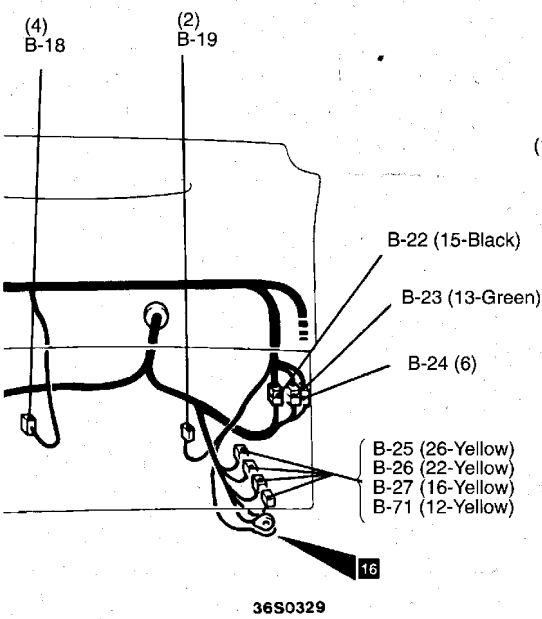 (4)
B-18
(2)
B-19
B-22 (15-Black)
B-23 (13-Green)
B-24 (6)
B-25 (26-Yellow)
B-26 (22-Yellow)
B-27 (16-Yellow)
B-71 (12-Yellow)
16
36S0329